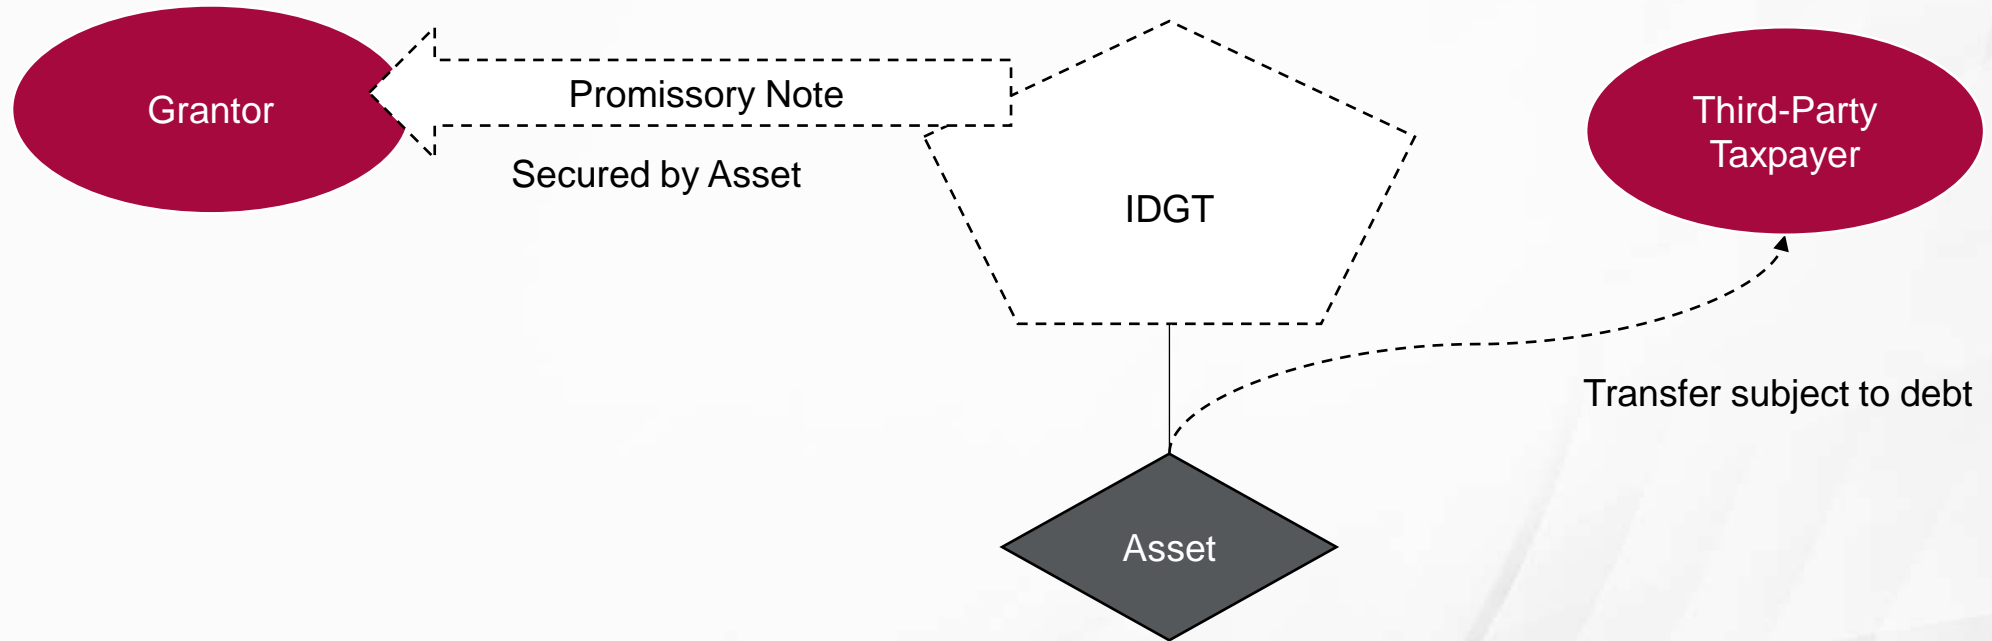 Grantor
Promissory Note
Secured by Asset
IDGT
Third-Party
Taxpayer
Transfer subject to debt
Asset